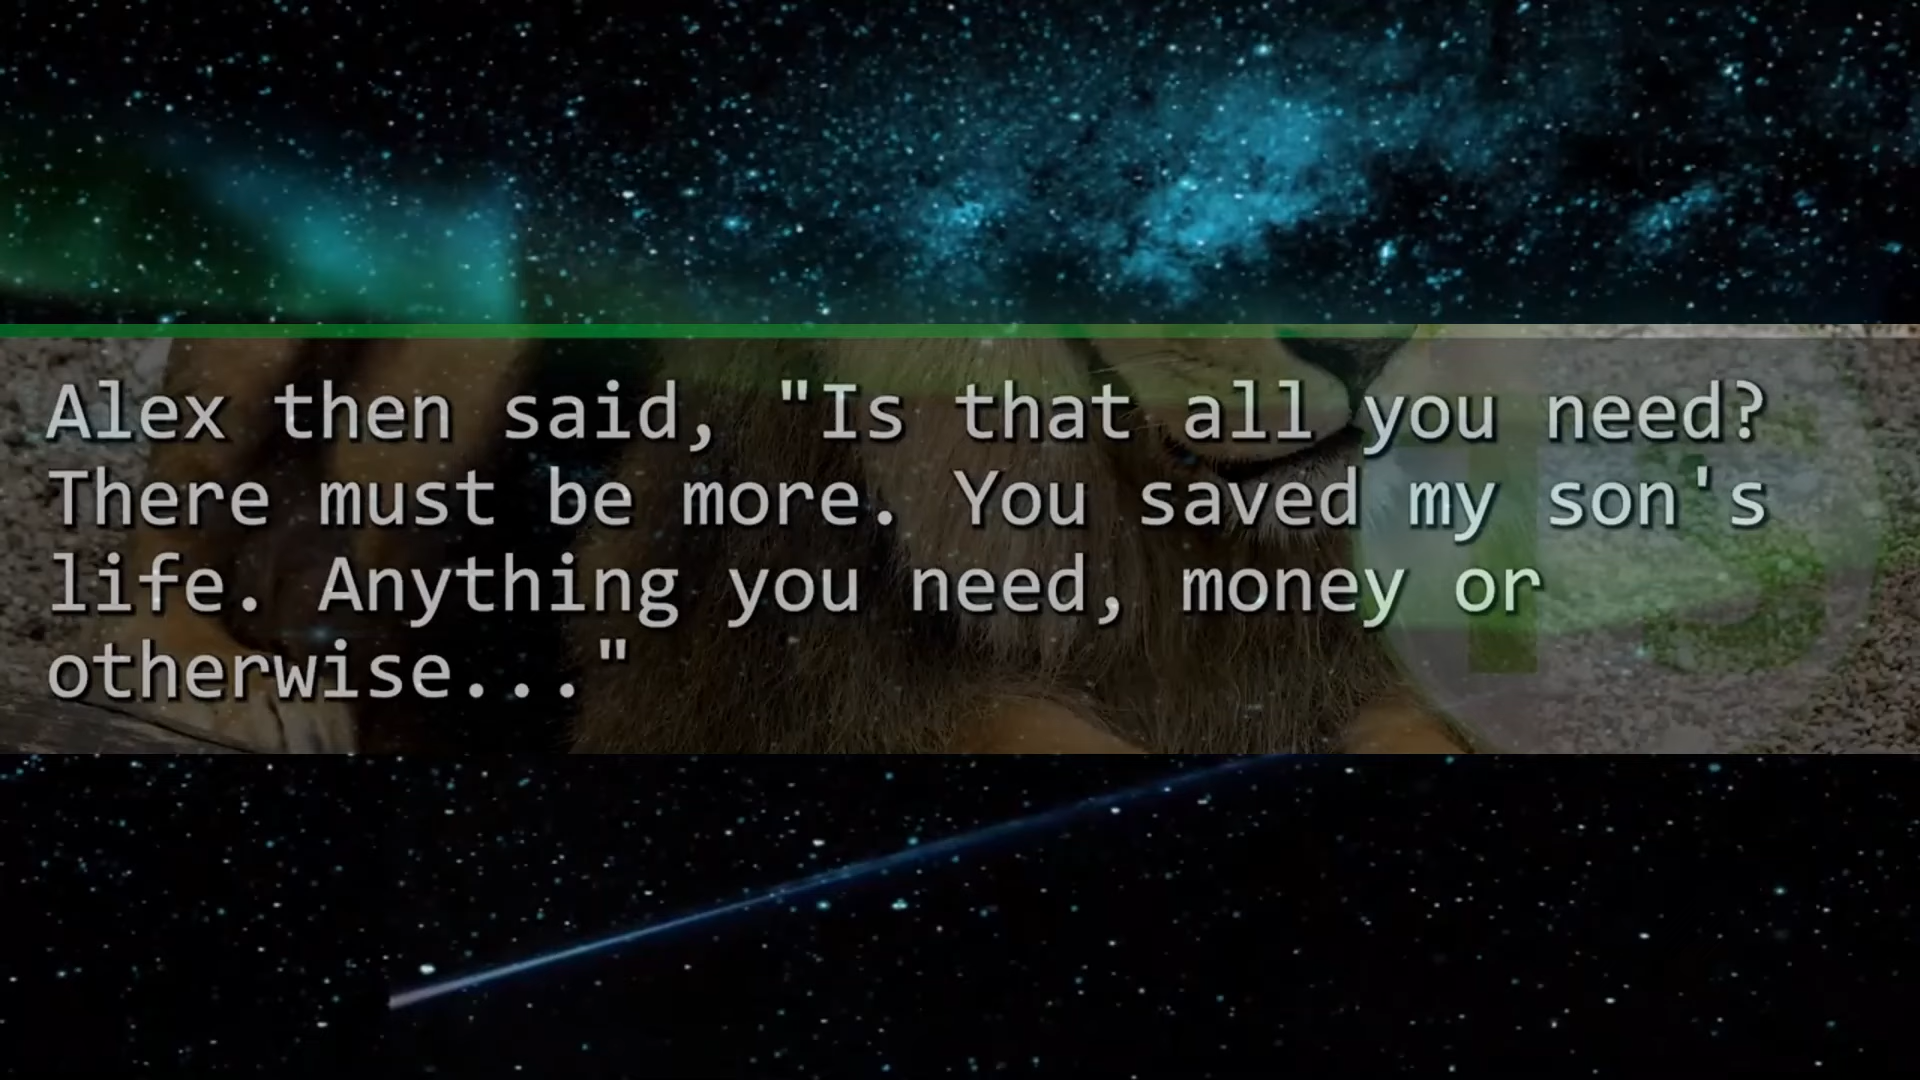 Alex then said, "Is that all you need?
There must be more. You saved my son's
life. Anything you need, money or
otherwise..."